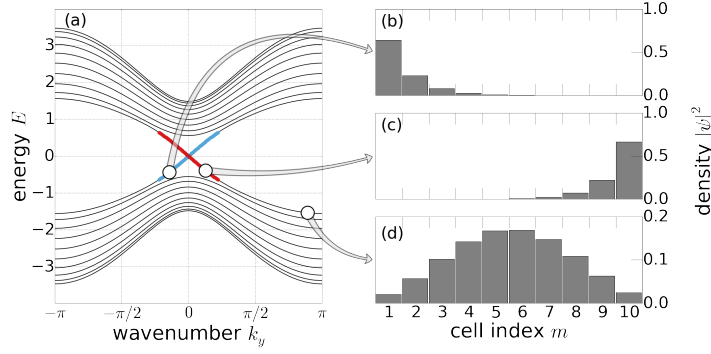 (a)
3
2
1
0
−1
−2
−3
energy E
−π −π/2 0 π/2 π
wavenumber k_y
(b)
1.0
0.5
0.0
(c)
1.0
0.5
0.0
(d)
0.2
0.1
0.0
1 2 3 4 5 6 7 8 9 10
cell index m
density |ψ|²